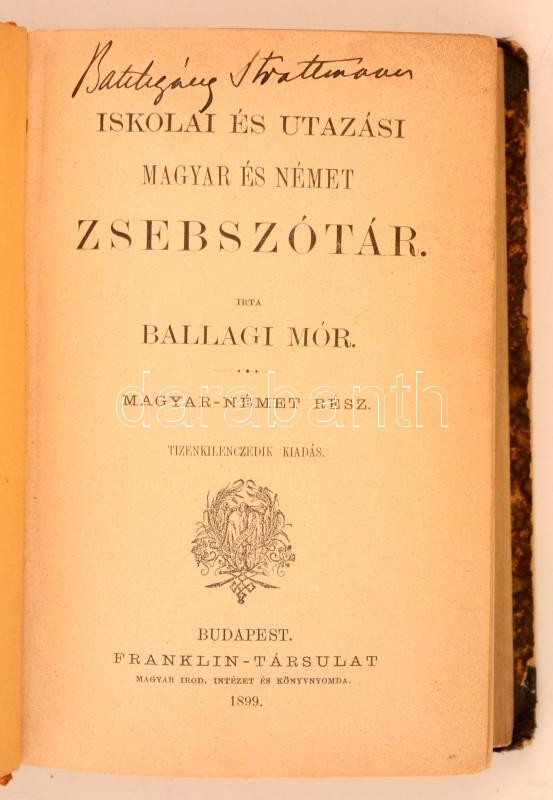 Batthyány Strattmann
ISKOLAI ÉS UTAZÁSI
MAGYAR ÉS NÉMET
ZSEBSZÓTÁR.
IRTA
BALLAGI MÓR.
MAGYAR-NÉMET RÉSZ.
darabanth
TIZENKILENCZEDIK KIADÁS.
BUDAPEST.
FRANKLIN-TÁRSULAT
MAGYAR IROD. INTÉZET ÉS KÖNYVNYOMDA.
1899.